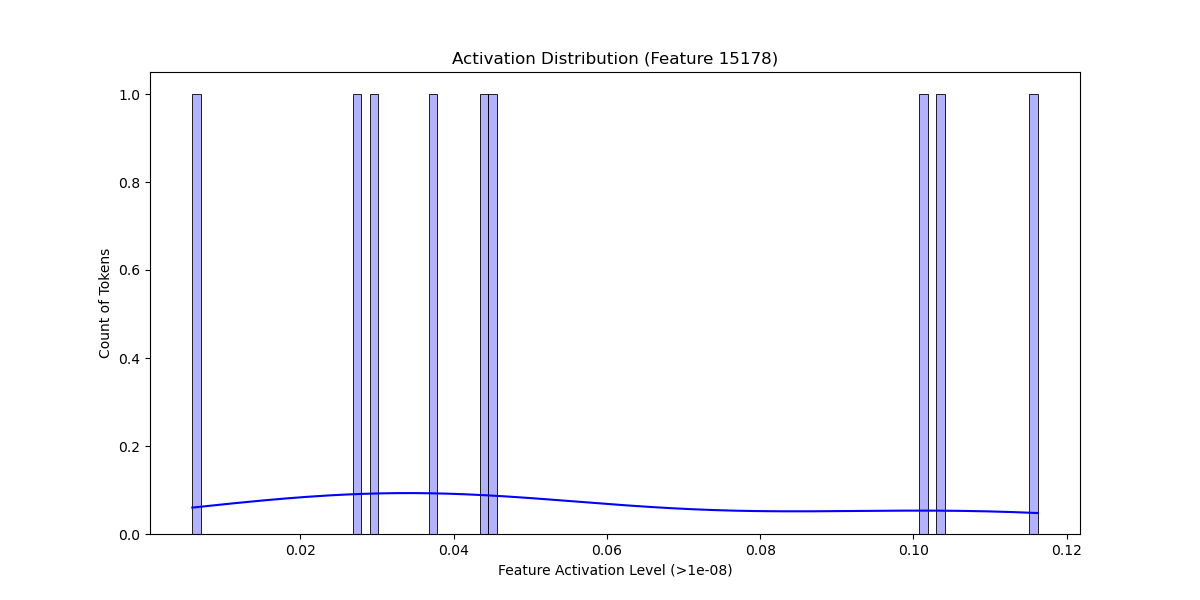 Activation Distribution (Feature 15178)
Count of Tokens
1.0
0.8
0.6
0.4
0.2
0.0
0.02 0.04 0.06 0.08 0.10 0.12
Feature Activation Level (>1e-08)